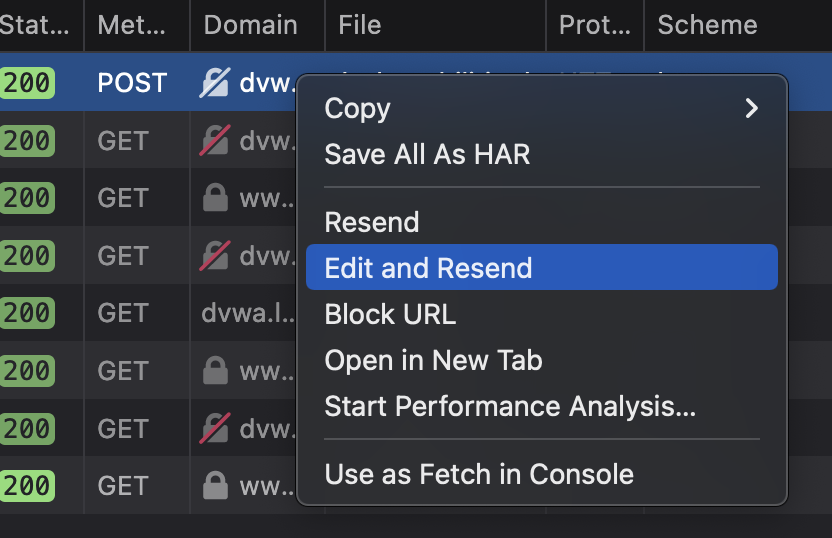 Stat... Met... Domain File Prot... Scheme
200 POST dvw.
200 GET dvw.
200 GET ww..
200 GET dvw.
200 GET dvwa.l..
200 GET ww..
200 GET dvw.
200 GET ww..
Copy
Save All As HAR
Resend
Edit and Resend
Block URL
Open in New Tab
Start Performance Analysis...
Use as Fetch in Console